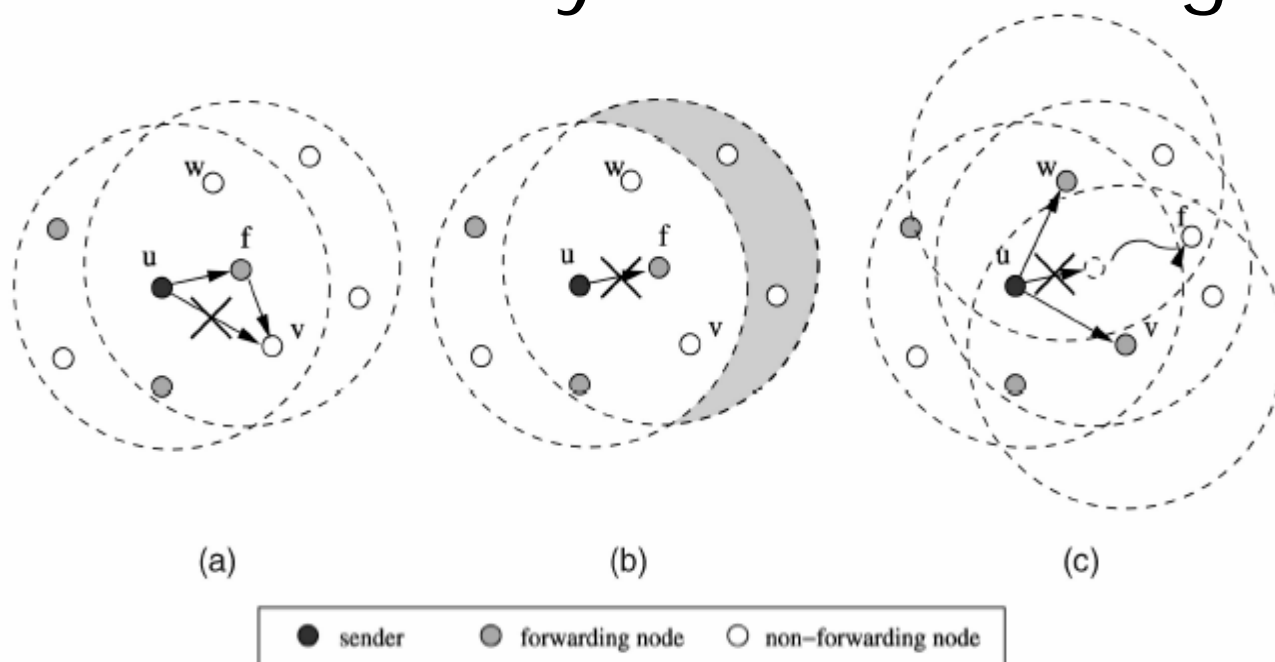 w
f
u
v
w
f
u
v
w
f
u
v
(a)
(b)
(c)
sender
forwarding node
non-forwarding node